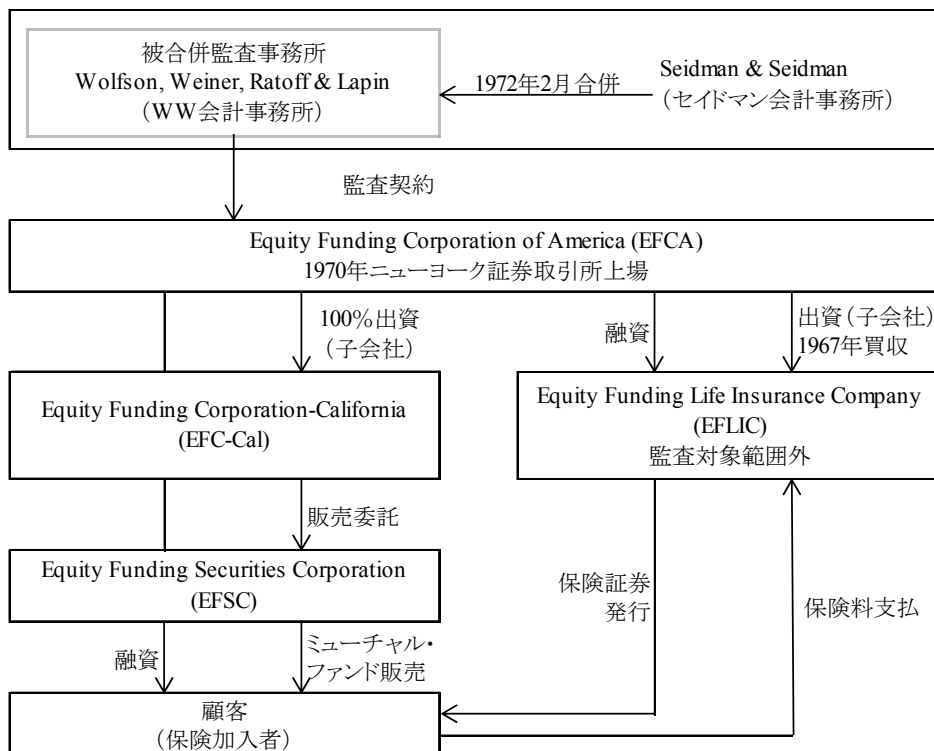 被合併監査事務所
Wolfson, Weiner, Ratoff & Lapin
(WW会計事務所)
1972年2月合併
Seidman & Seidman
(セイドマン会計事務所)
監査契約
Equity Funding Corporation of America (EFCA)
1970年ニューヨーク証券取引所上場
100%出資
(子会社)
融資
出資(子会社)
1967年買収
Equity Funding Corporation-California
(EFC-Cal)
Equity Funding Life Insurance Company
(EFLIC)
監査対象範囲外
販売委託
Equity Funding Securities Corporation
(EFSC)
保険証券
発行
保険料支払
融資
ミューチャル・
ファンド販売
顧客
(保険加入者)